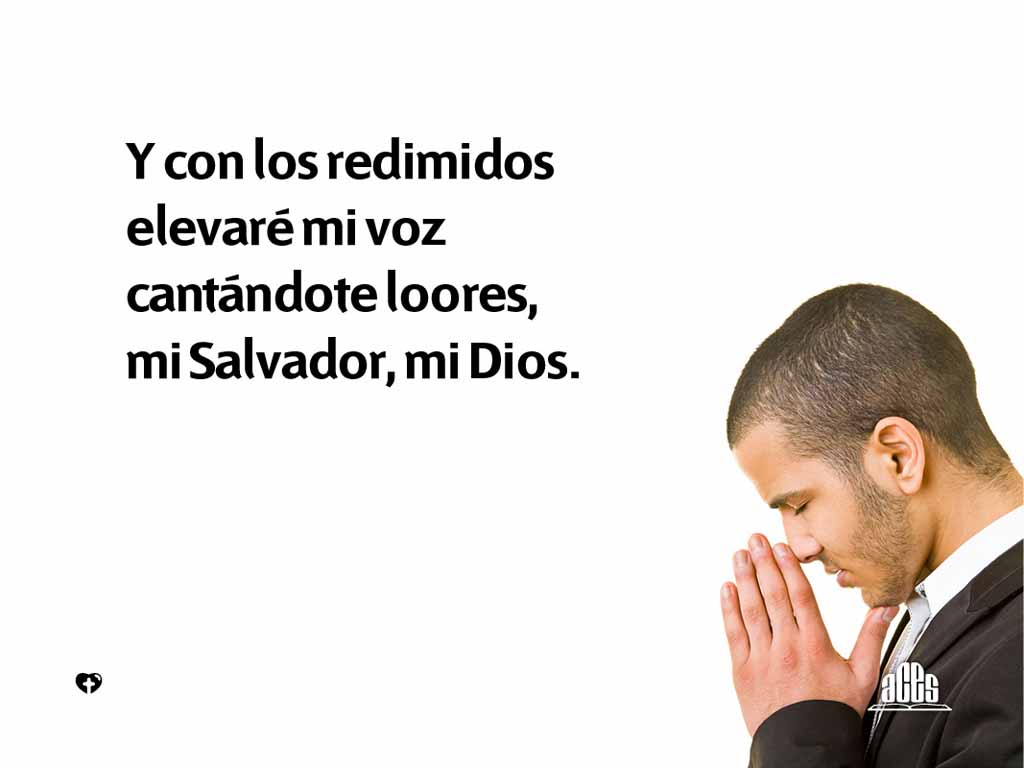 Y con los redimidos
elevaré mi voz
cantándote loores,
mi Salvador, mi Dios.
aces